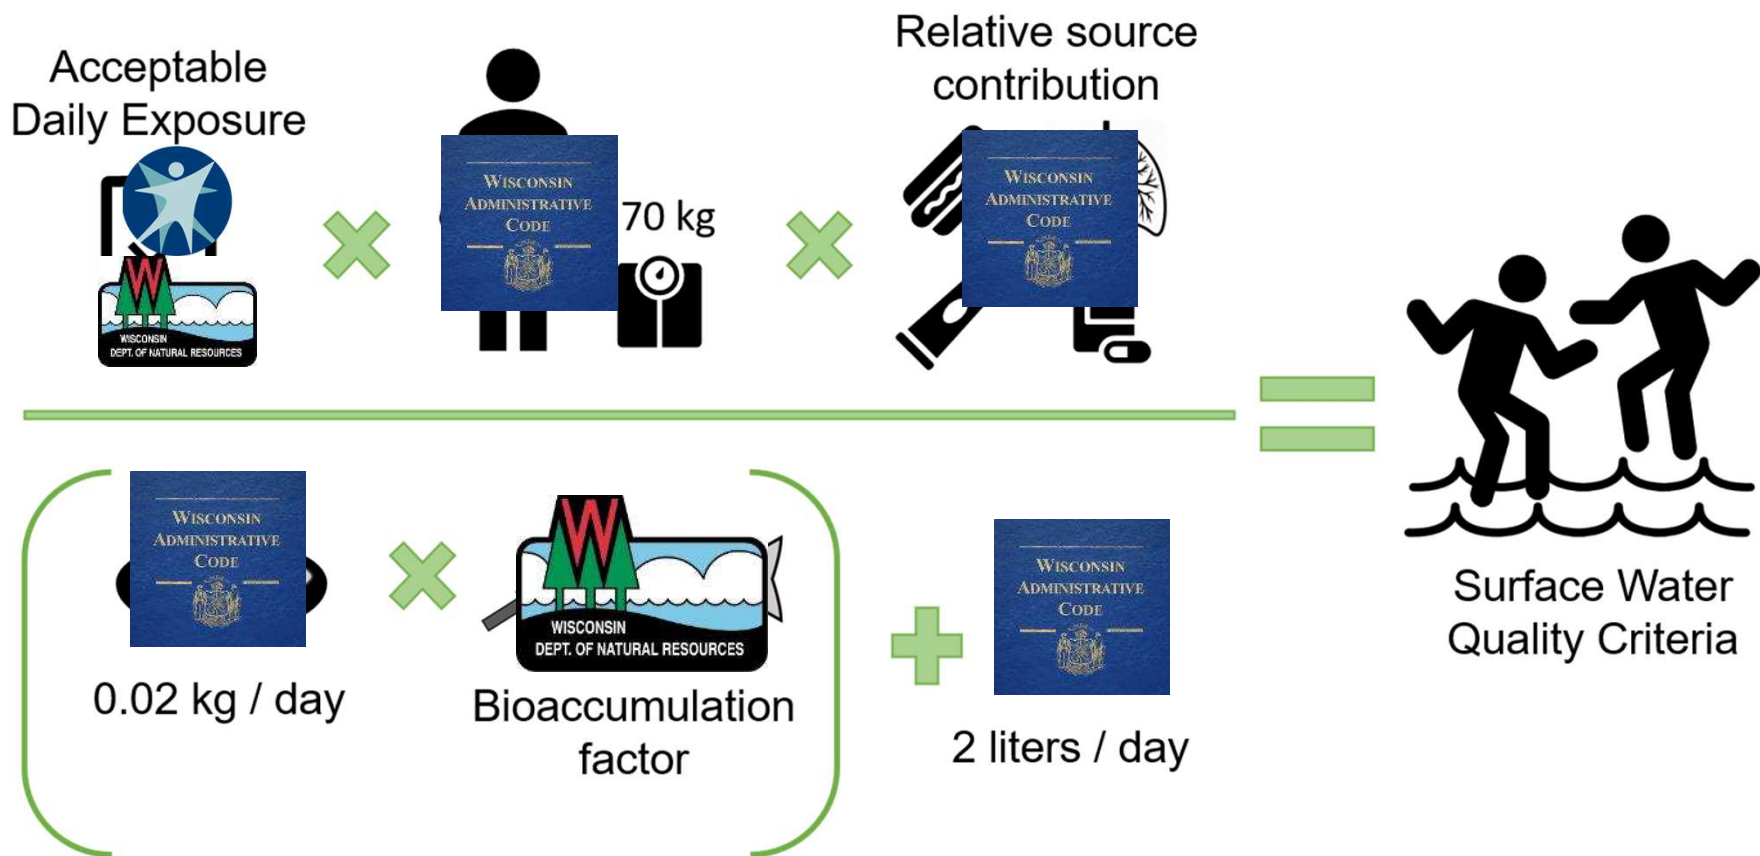 Acceptable
Daily Exposure
Relative source
contribution
WISCONSIN
ADMINISTRATIVE
CODE
70 kg
WISCONSIN
ADMINISTRATIVE
CODE
W
WISCONSIN
DEPT. OF NATURAL RESOURCES
WISCONSIN
ADMINISTRATIVE
CODE
0.02 kg / day
W
WISCONSIN
DEPT. OF NATURAL RESOURCES
Bioaccumulation
factor
WISCONSIN
ADMINISTRATIVE
CODE
2 liters / day
Surface Water
Quality Criteria